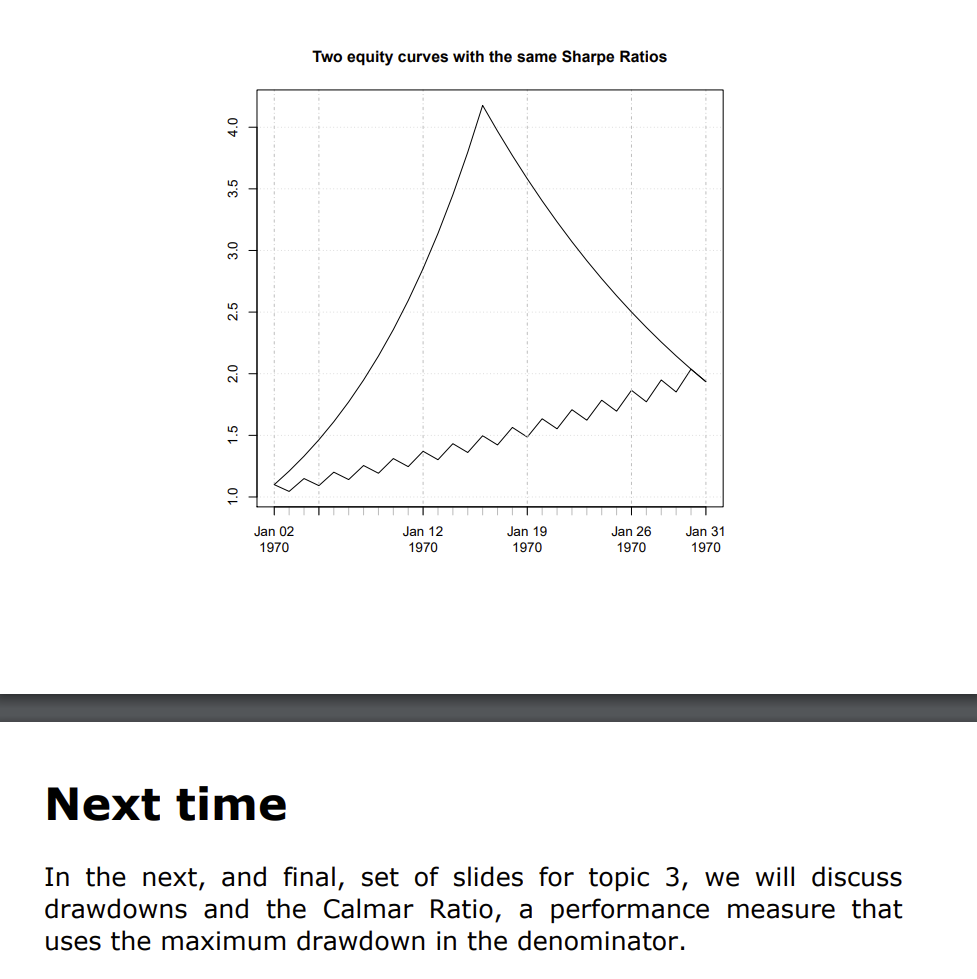 Two equity curves with the same Sharpe Ratios
4.0
3.5
3.0
2.5
2.0
1.5
1.0
Jan 02 Jan 12 Jan 19 Jan 26 Jan 31
1970 1970 1970 1970 1970
Next time
In the next, and final, set of slides for topic 3, we will discuss
drawdowns and the Calmar Ratio, a performance measure that
uses the maximum drawdown in the denominator.